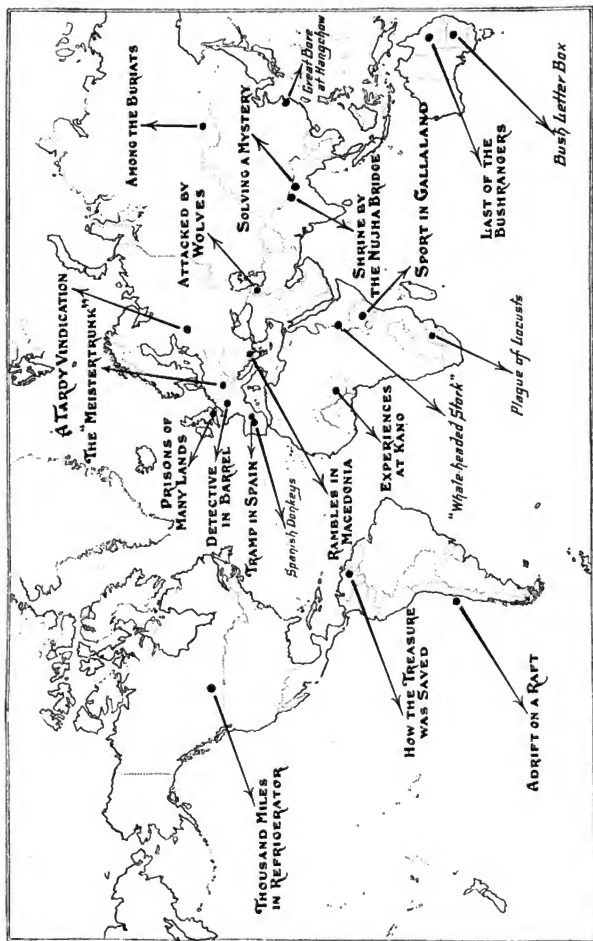 THOUSAND MILES
IN REFRIGERATOR
HOW THE TREASURE
WAS SAVED
ADRIFT ON A RAFT
A TARDY VINDICATION
THE "MEISTERTRUNK"
PRISONS OF
MANY LANDS
DETECTIVE
IN BARREL
TRAMP IN SPAIN
Spanish Donkeys
RAMBLES IN
MACEDONIA
EXPERIENCES
AT KANO
"Whale-headed Stork"
Plague of Locusts
AMONG THE BURIATS
ATTACKED BY
WOLVES
SOLVING A MYSTERY
Great Bore
at Hangchow
SHRINE BY
THE NUJHA BRIDGE
SPORT IN GALLALAND
LAST OF THE
BUSHRANGERS
Bush Letter Box